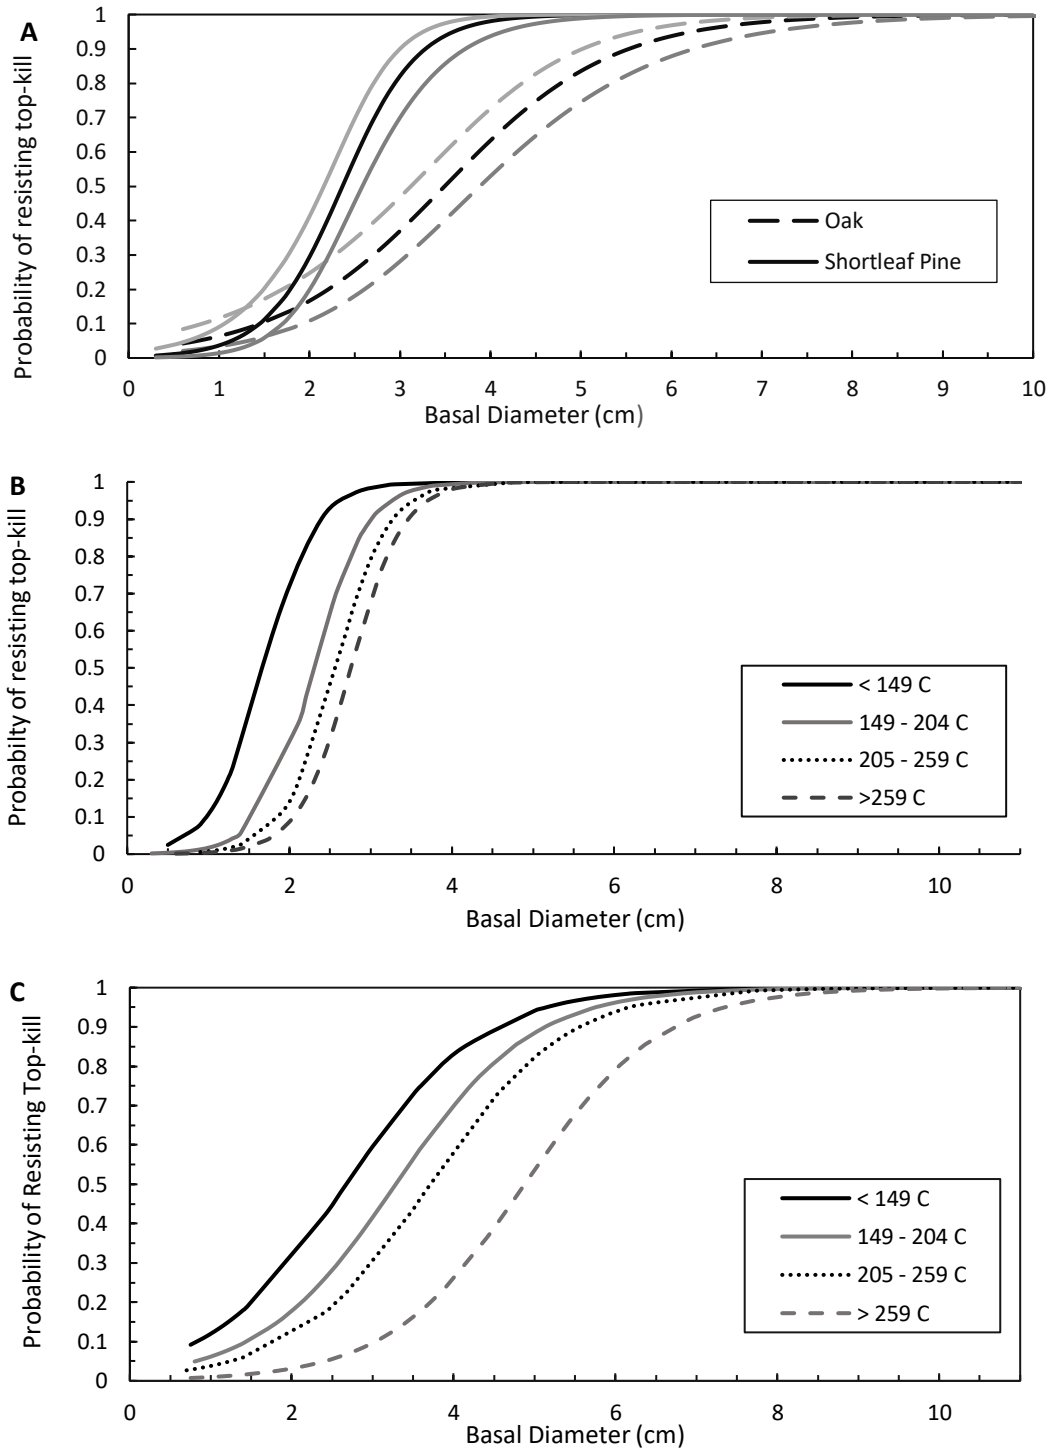 A
Probability of resisting top-kill
1
0.9
0.8
0.7
0.6
0.5
0.4
0.3
0.2
0.1
0
Oak
Shortleaf Pine
0 1 2 3 4 5 6 7 8 9 10
Basal Diameter (cm)
B
Probabilty of resisting top-kill
1
0.9
0.8
0.7
0.6
0.5
0.4
0.3
0.2
0.1
0
< 149 C
149 - 204 C
205 - 259 C
>259 C
0 2 4 6 8 10
Basal Diameter (cm)
C
Probability of Resisting Top-kill
1
0.9
0.8
0.7
0.6
0.5
0.4
0.3
0.2
0.1
0
< 149 C
149 - 204 C
205 - 259 C
> 259 C
0 2 4 6 8 10
Basal Diameter (cm)